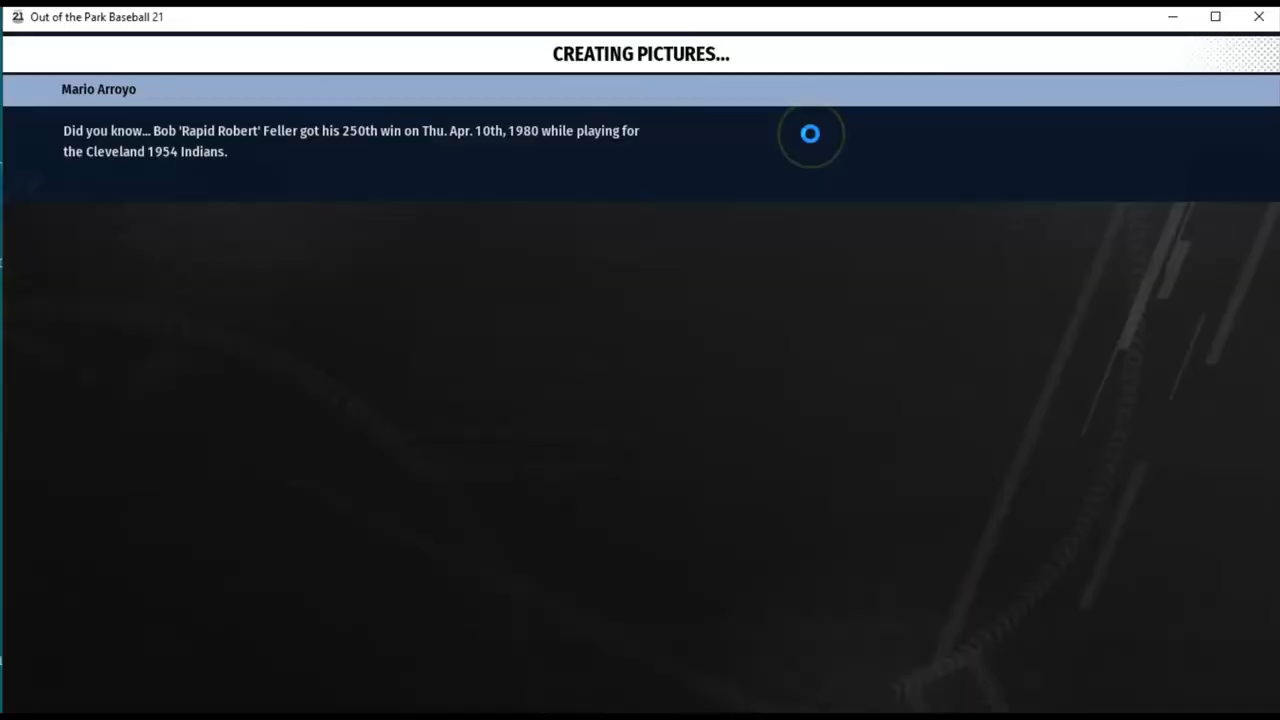 21 Out of the Park Baseball 21
CREATING PICTURES...
Mario Arroyo
Did you know... Bob 'Rapid Robert' Feller got his 250th win on Thu. Apr. 10th, 1980 while playing for
the Cleveland 1954 Indians.